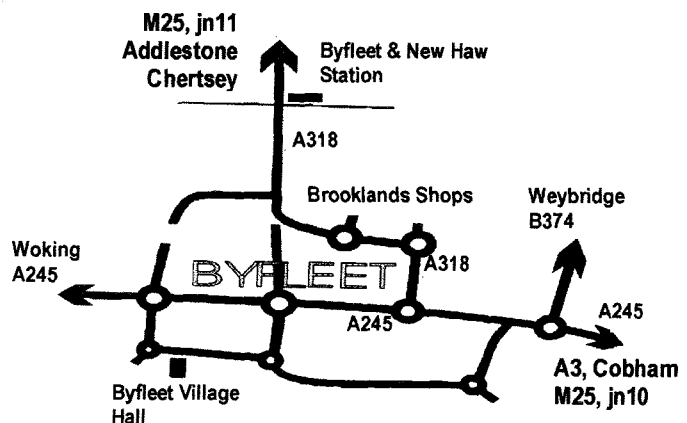 M25, jn11
Addlestone
Chertsey
Byfleet & New Haw
Station
A318
Brooklands Shops
Weybridge
B374
Woking
A245
BYFLEET
A318
A245
A245
A3, Cobham
M25, jn10
Byfleet Village
Hall